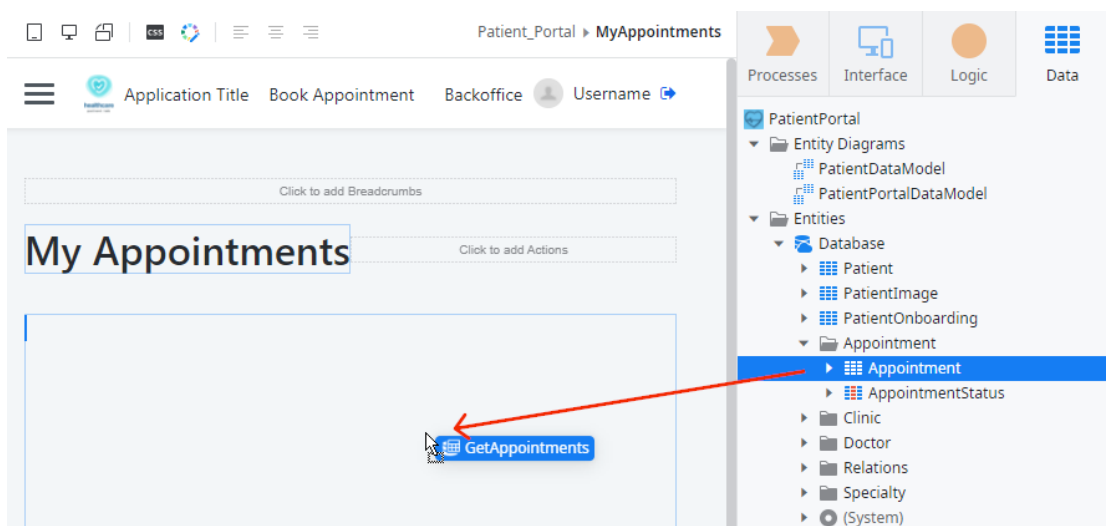 CSS
Patient_Portal ▸ MyAppointments
Application Title Book Appointment Backoffice Username
healthcare
Click to add Breadcrumbs
My Appointments
Click to add Actions
GetAppointments
Processes Interface Logic Data
PatientPortal
Entity Diagrams
PatientDataModel
PatientPortalDataModel
Entities
Database
Patient
PatientImage
PatientOnboarding
Appointment
Appointment
AppointmentStatus
Clinic
Doctor
Relations
Specialty
(System)